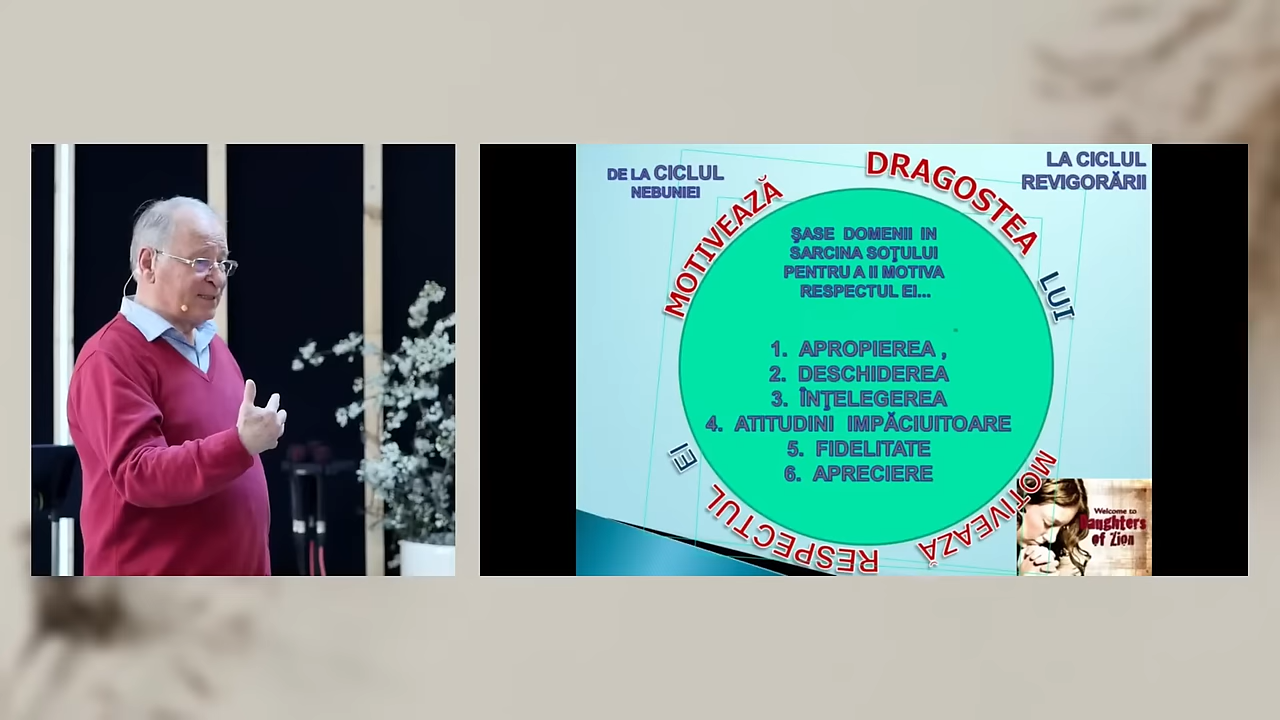 DE LA CICLUL
NEBUNIEI
LA CICLUL
REVIGORĂRII
DRAGOSTEA LUI
MOTIVEAZĂ
RESPECTUL EI
MOTIVEAZĂ
ŞASE DOMENII IN
SARCINA SOŢULUI
PENTRU A II MOTIVA
RESPECTUL EI...
1. APROPIEREA ,
2. DESCHIDEREA
3. ÎNŢELEGEREA
4. ATITUDINI IMPĂCIUITOARE
5. FIDELITATE
6. APRECIERE
Welcome to
Daughters
of Zion